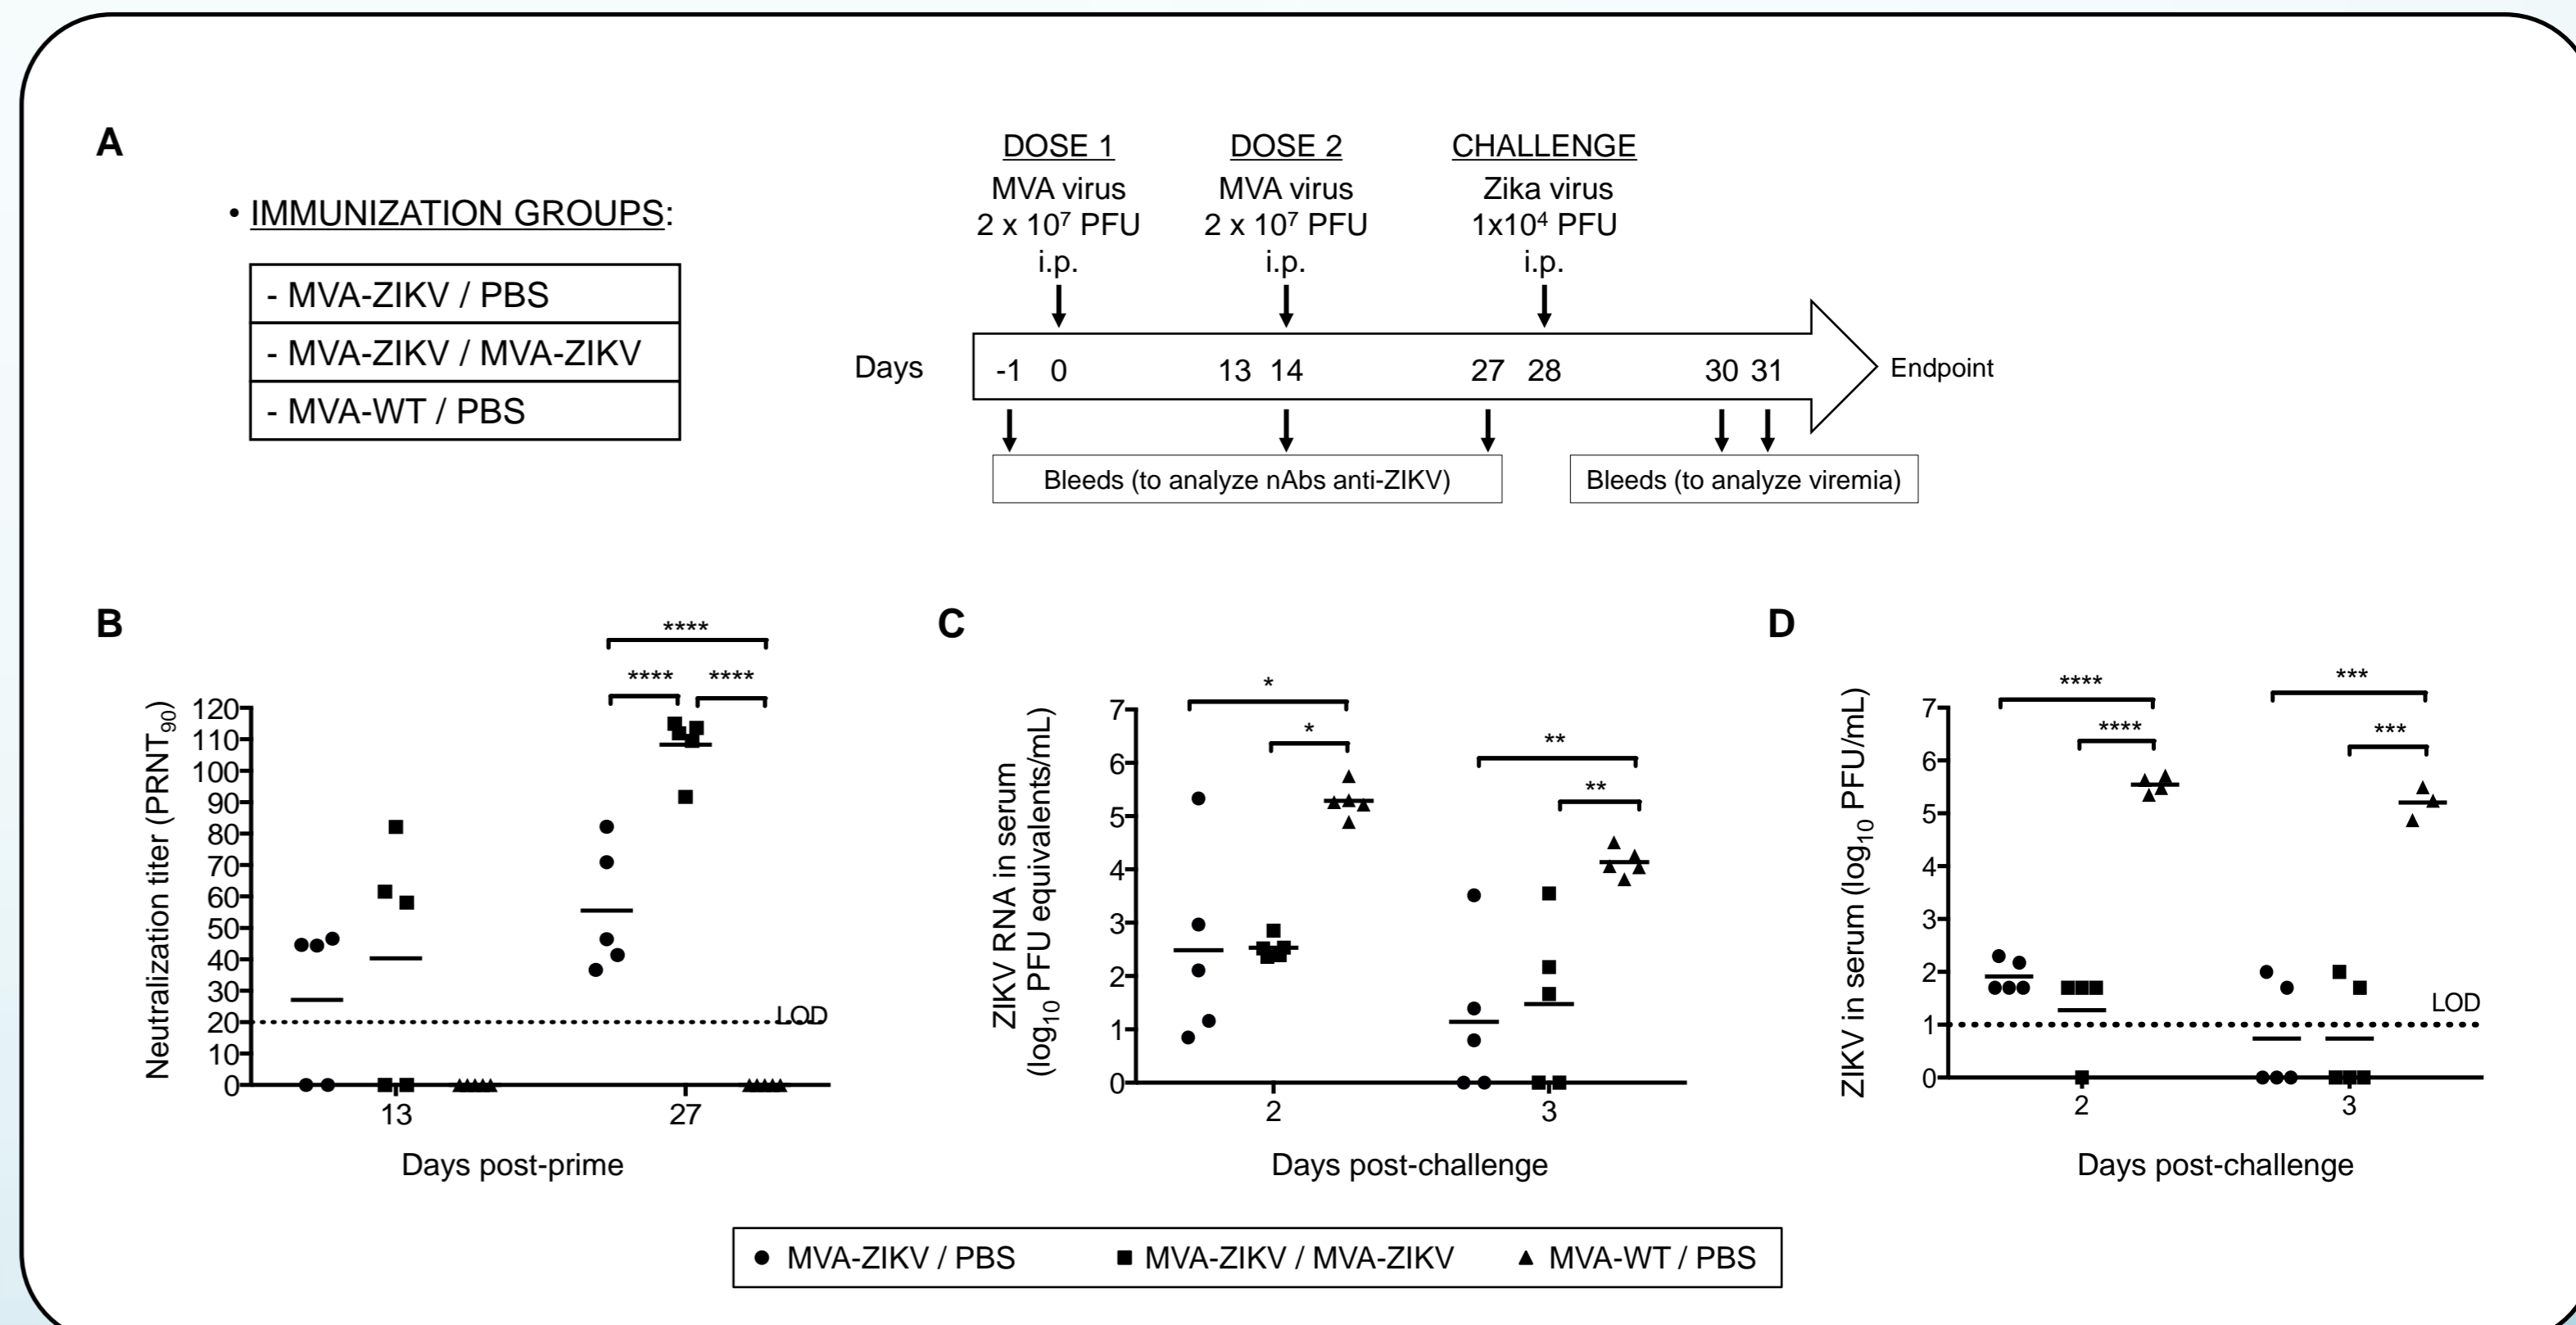 A
• IMMUNIZATION GROUPS:
- MVA-ZIKV / PBS
- MVA-ZIKV / MVA-ZIKV
- MVA-WT / PBS
DOSE 1
MVA virus
2 x 10⁷ PFU
i.p.
DOSE 2
MVA virus
2 x 10⁷ PFU
i.p.
CHALLENGE
Zika virus
1x10⁴ PFU
i.p.
Days
-1 0 13 14 27 28 30 31
Endpoint
Bleeds (to analyze nAbs anti-ZIKV)
Bleeds (to analyze viremia)
B
Neutralization titer (PRNT₉₀)
120
110
100
90
80
70
60
50
40
30
20
10
0
****
**** ****
LOD
13 27
Days post-prime
C
ZIKV RNA in serum
(log₁₀ PFU equivalents/mL)
7
6
5
4
3
2
1
0
*
*
**
**
2 3
Days post-challenge
D
ZIKV in serum (log₁₀ PFU/mL)
7
6
5
4
3
2
1
0
****
****
***
***
LOD
2 3
Days post-challenge
● MVA-ZIKV / PBS ■ MVA-ZIKV / MVA-ZIKV ▲ MVA-WT / PBS